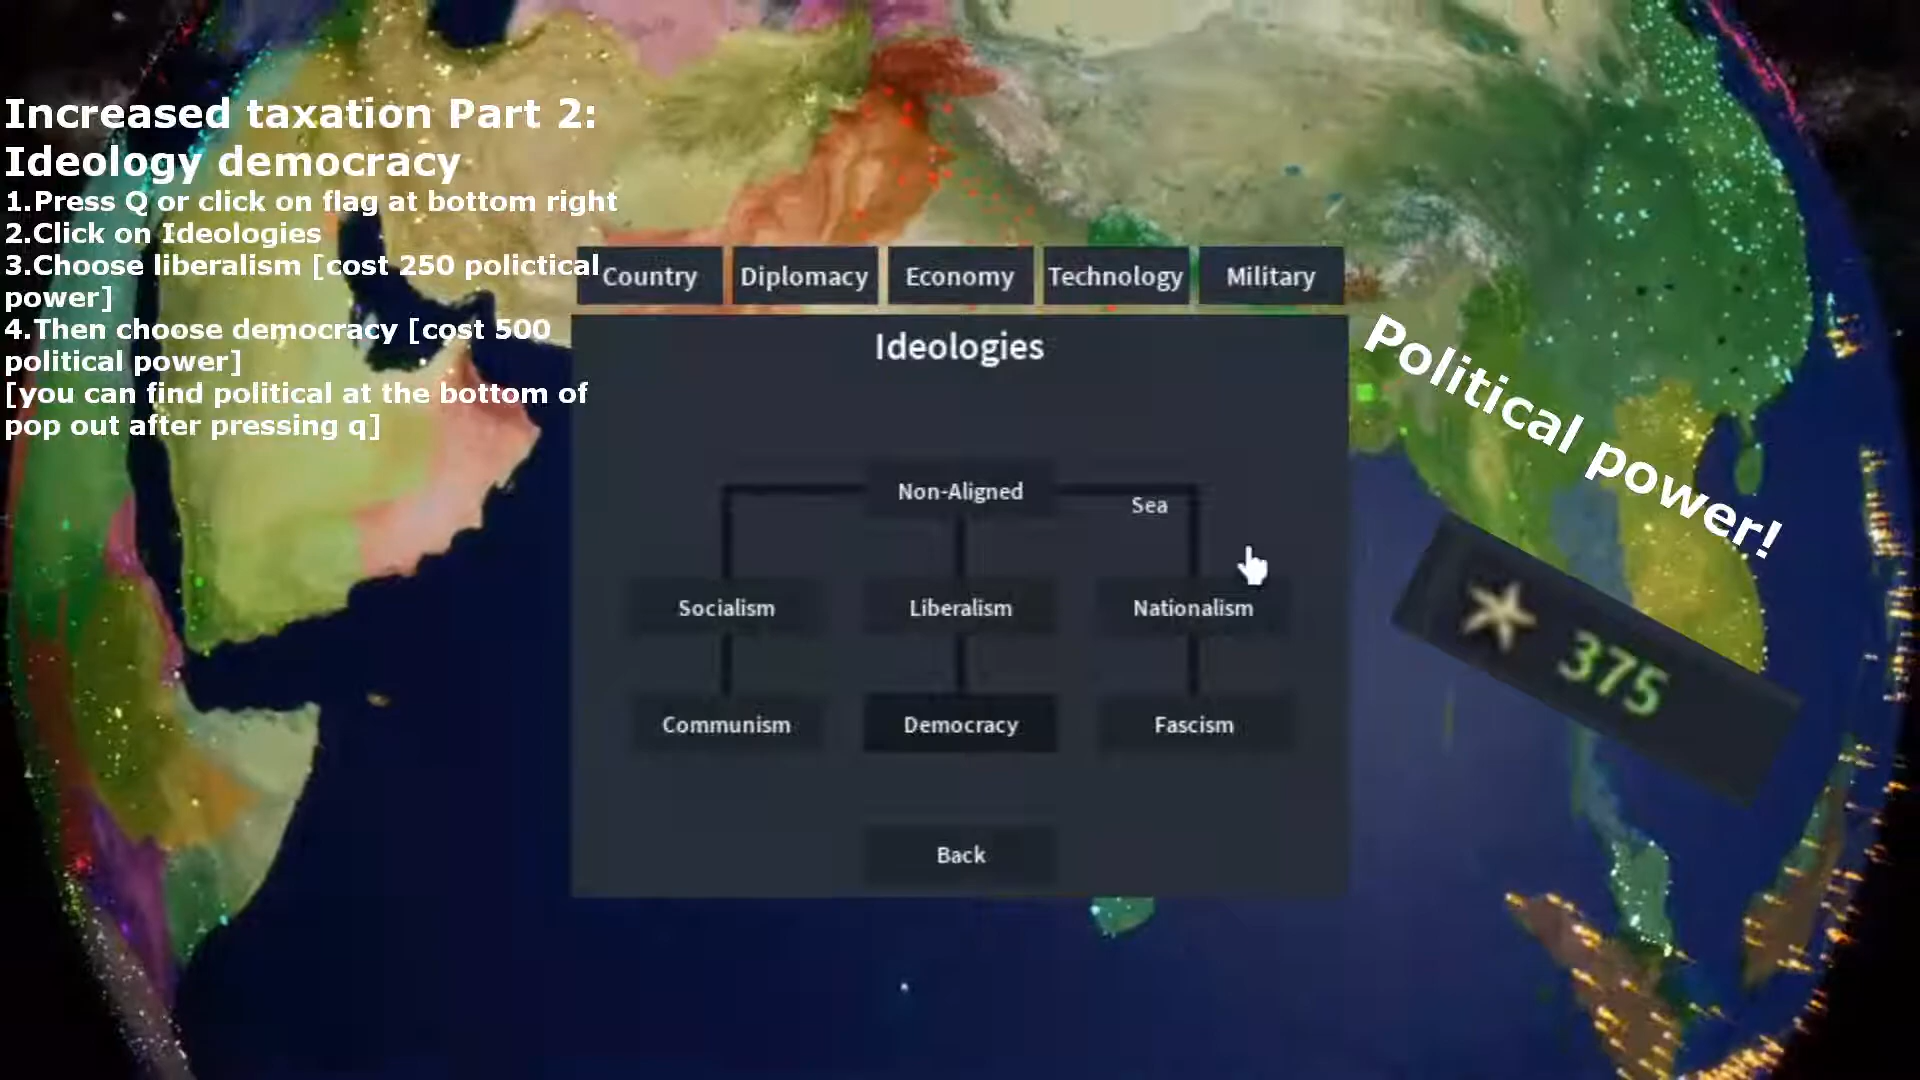 Increased taxation Part 2:
Ideology democracy
1.Press Q or click on flag at bottom right
2.Click on Ideologies
3.Choose liberalism [cost 250 polictical
power]
4.Then choose democracy [cost 500
political power]
[you can find political at the bottom of
pop out after pressing q]
Country Diplomacy Economy Technology Military
Ideologies
Non-Aligned
Sea
Socialism Liberalism Nationalism
Communism Democracy Fascism
Back
Political power!
375